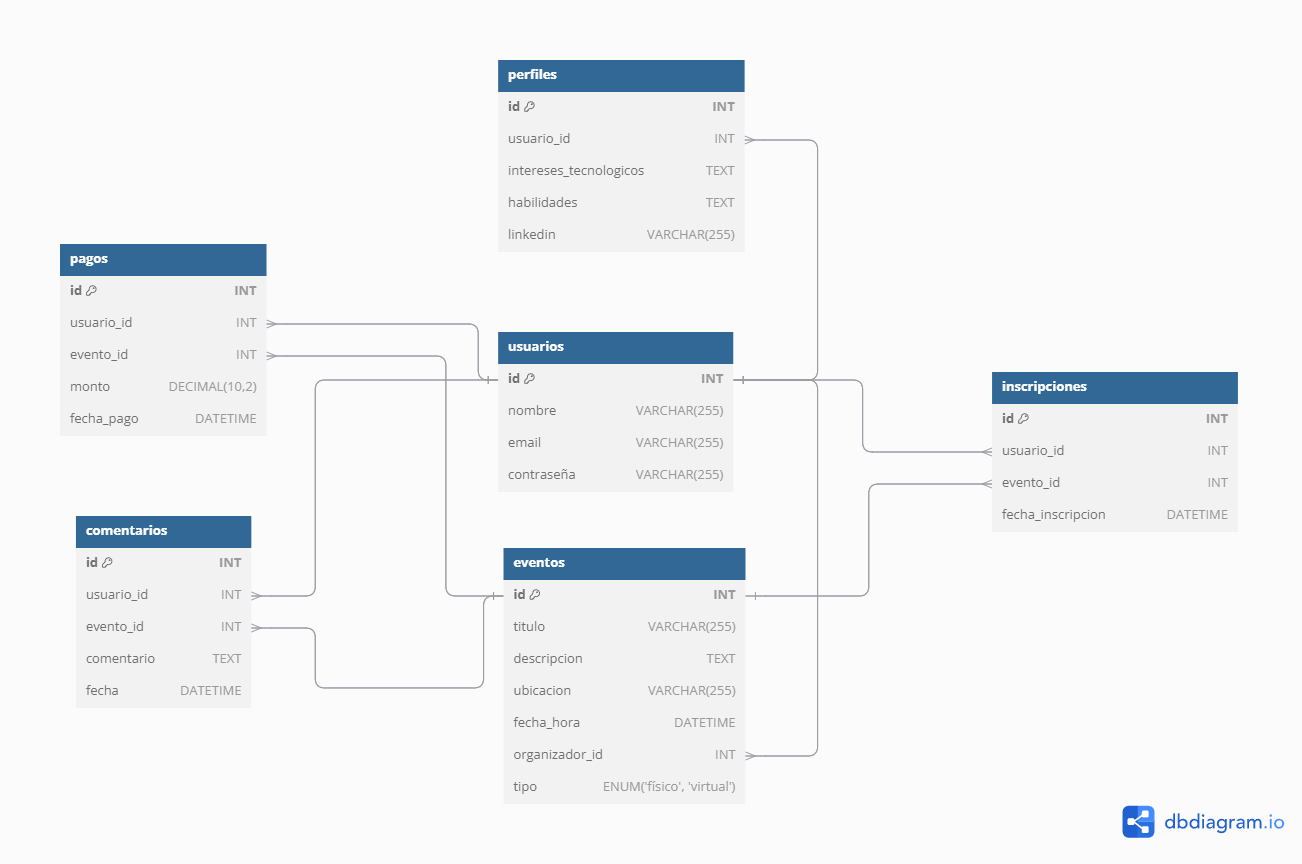 perfiles
id INT
usuario_id INT
intereses_tecnologicos TEXT
habilidades TEXT
linkedin VARCHAR(255)
pagos
id INT
usuario_id INT
evento_id INT
monto DECIMAL(10,2)
fecha_pago DATETIME
usuarios
id INT
nombre VARCHAR(255)
email VARCHAR(255)
contraseña VARCHAR(255)
inscripciones
id INT
usuario_id INT
evento_id INT
fecha_inscripcion DATETIME
comentarios
id INT
usuario_id INT
evento_id INT
comentario TEXT
fecha DATETIME
eventos
id INT
titulo VARCHAR(255)
descripcion TEXT
ubicacion VARCHAR(255)
fecha_hora DATETIME
organizador_id INT
tipo ENUM('físico', 'virtual')
dbdiagram.io